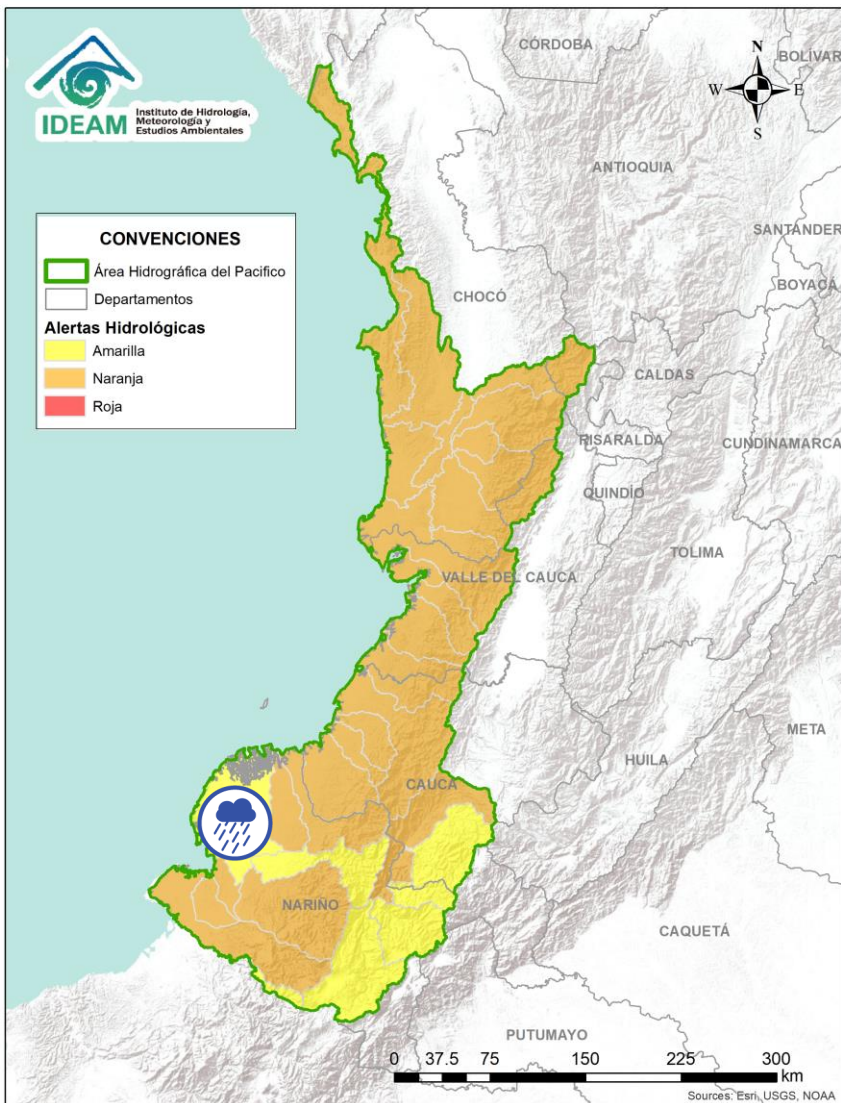 IDEAM
Instituto de Hidrología,
Meteorología y
Estudios Ambientales
N
W E
S
CÓRDOBA
BOLÍVAR
ANTIOQUIA
SANTANDER
BOYACÁ
CONVENCIONES
Área Hidrográfica del Pacifico
Departamentos
Alertas Hidrológicas
Amarilla
Naranja
Roja
CHOCÓ
CALDAS
RISARALDA
CUNDINAMARCA
QUINDÍO
TOLIMA
VALLE DEL CAUCA
META
HUILA
CAUCA
NARIÑO
CAQUETÁ
PUTUMAYO
0 37.5 75 150 225 300
km
Sources: Esri, USGS, NOAA